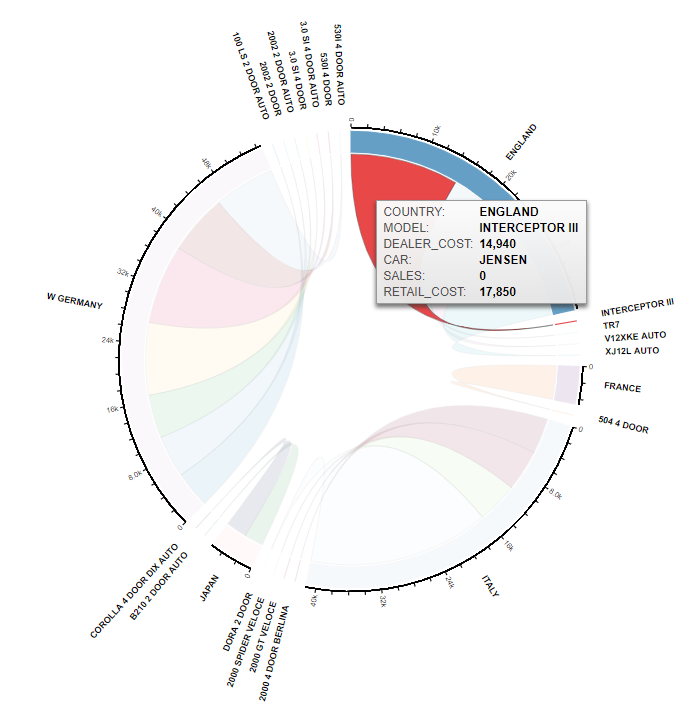 530I 4 DOOR AUTO
530I 4 DOOR
3.0 SI 4 DOOR AUTO
3.0 SI 4 DOOR
2002 2 DOOR AUTO
2002 2 DOOR
100 LS 2 DOOR AUTO
0
10k
20k
ENGLAND
COUNTRY: ENGLAND
MODEL: INTERCEPTOR III
DEALER_COST: 14,940
CAR: JENSEN
SALES: 0
RETAIL_COST: 17,850
INTERCEPTOR III
TR7
V12XKE AUTO
XJ12L AUTO
0
FRANCE
504 4 DOOR
0
8.0k
16k
24k
32k
40k
ITALY
2000 4 DOOR BERLINA
2000 GT VELOCE
2000 SPIDER VELOCE
DORA 2 DOOR
0
JAPAN
B210 2 DOOR AUTO
COROLLA 4 DOOR DIX AUTO
0
8.0k
16k
24k
32k
40k
48k
W GERMANY